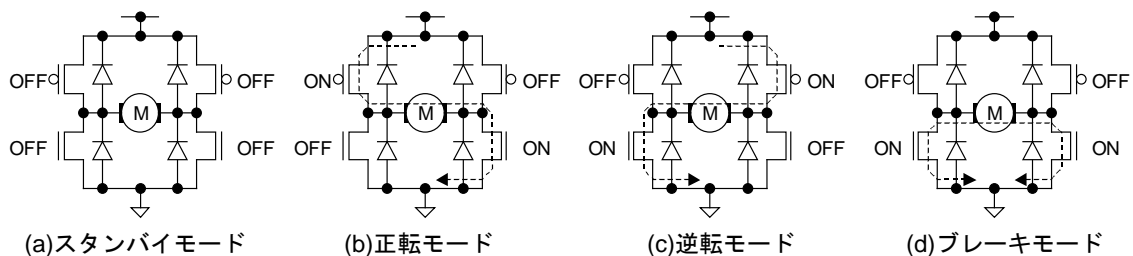 OFF OFF ON OFF OFF ON OFF OFF
M M M M
OFF OFF OFF ON ON OFF ON ON
(a)スタンバイモード (b)正転モード (c)逆転モード (d)ブレーキモード